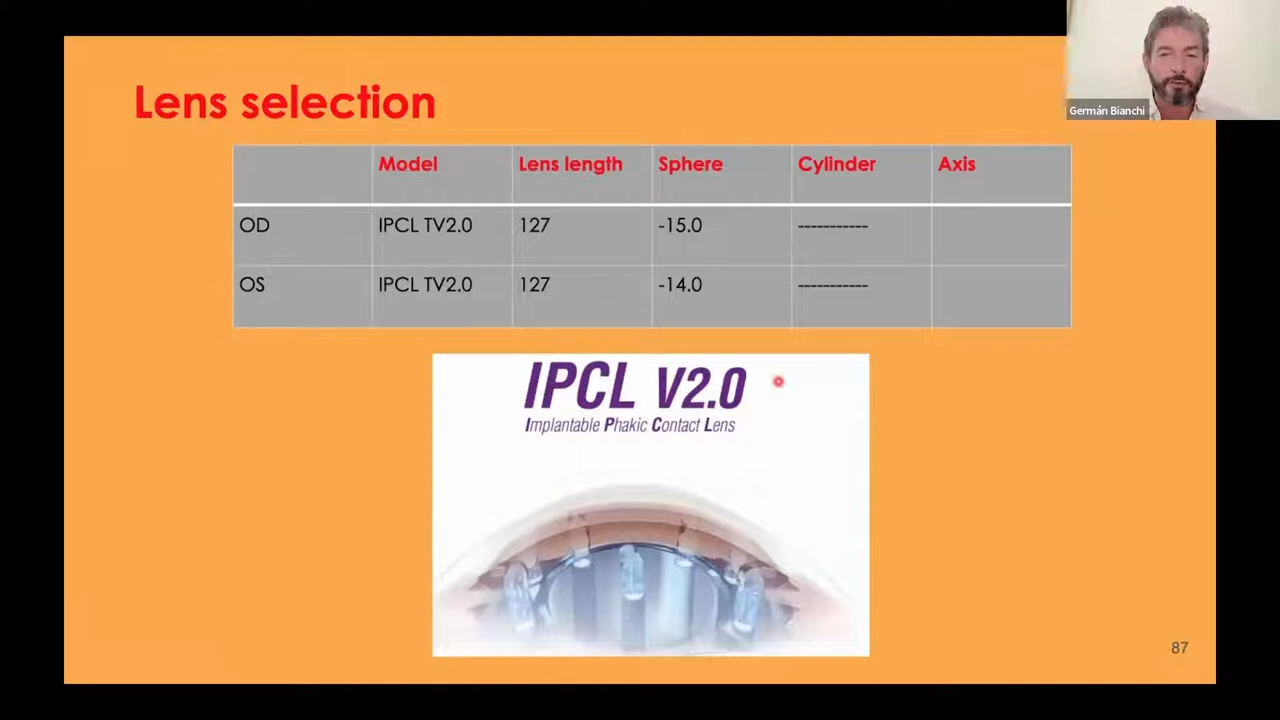 Germán Bianchi
Lens selection
Model Lens length Sphere Cylinder Axis
OD IPCL TV2.0 127 -15.0 -----------
OS IPCL TV2.0 127 -14.0 -----------
IPCL V2.0
Implantable Phakic Contact Lens
87